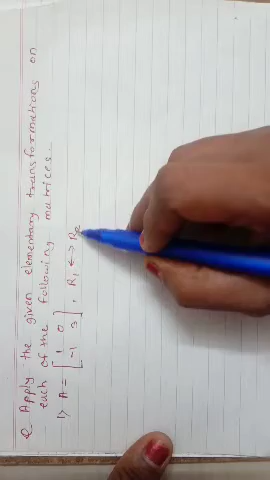 Q Apply the given elementary transformations on
each of the following matrices.
1) A = [ 1 0
-1 3 ] , R1 ↔ R2